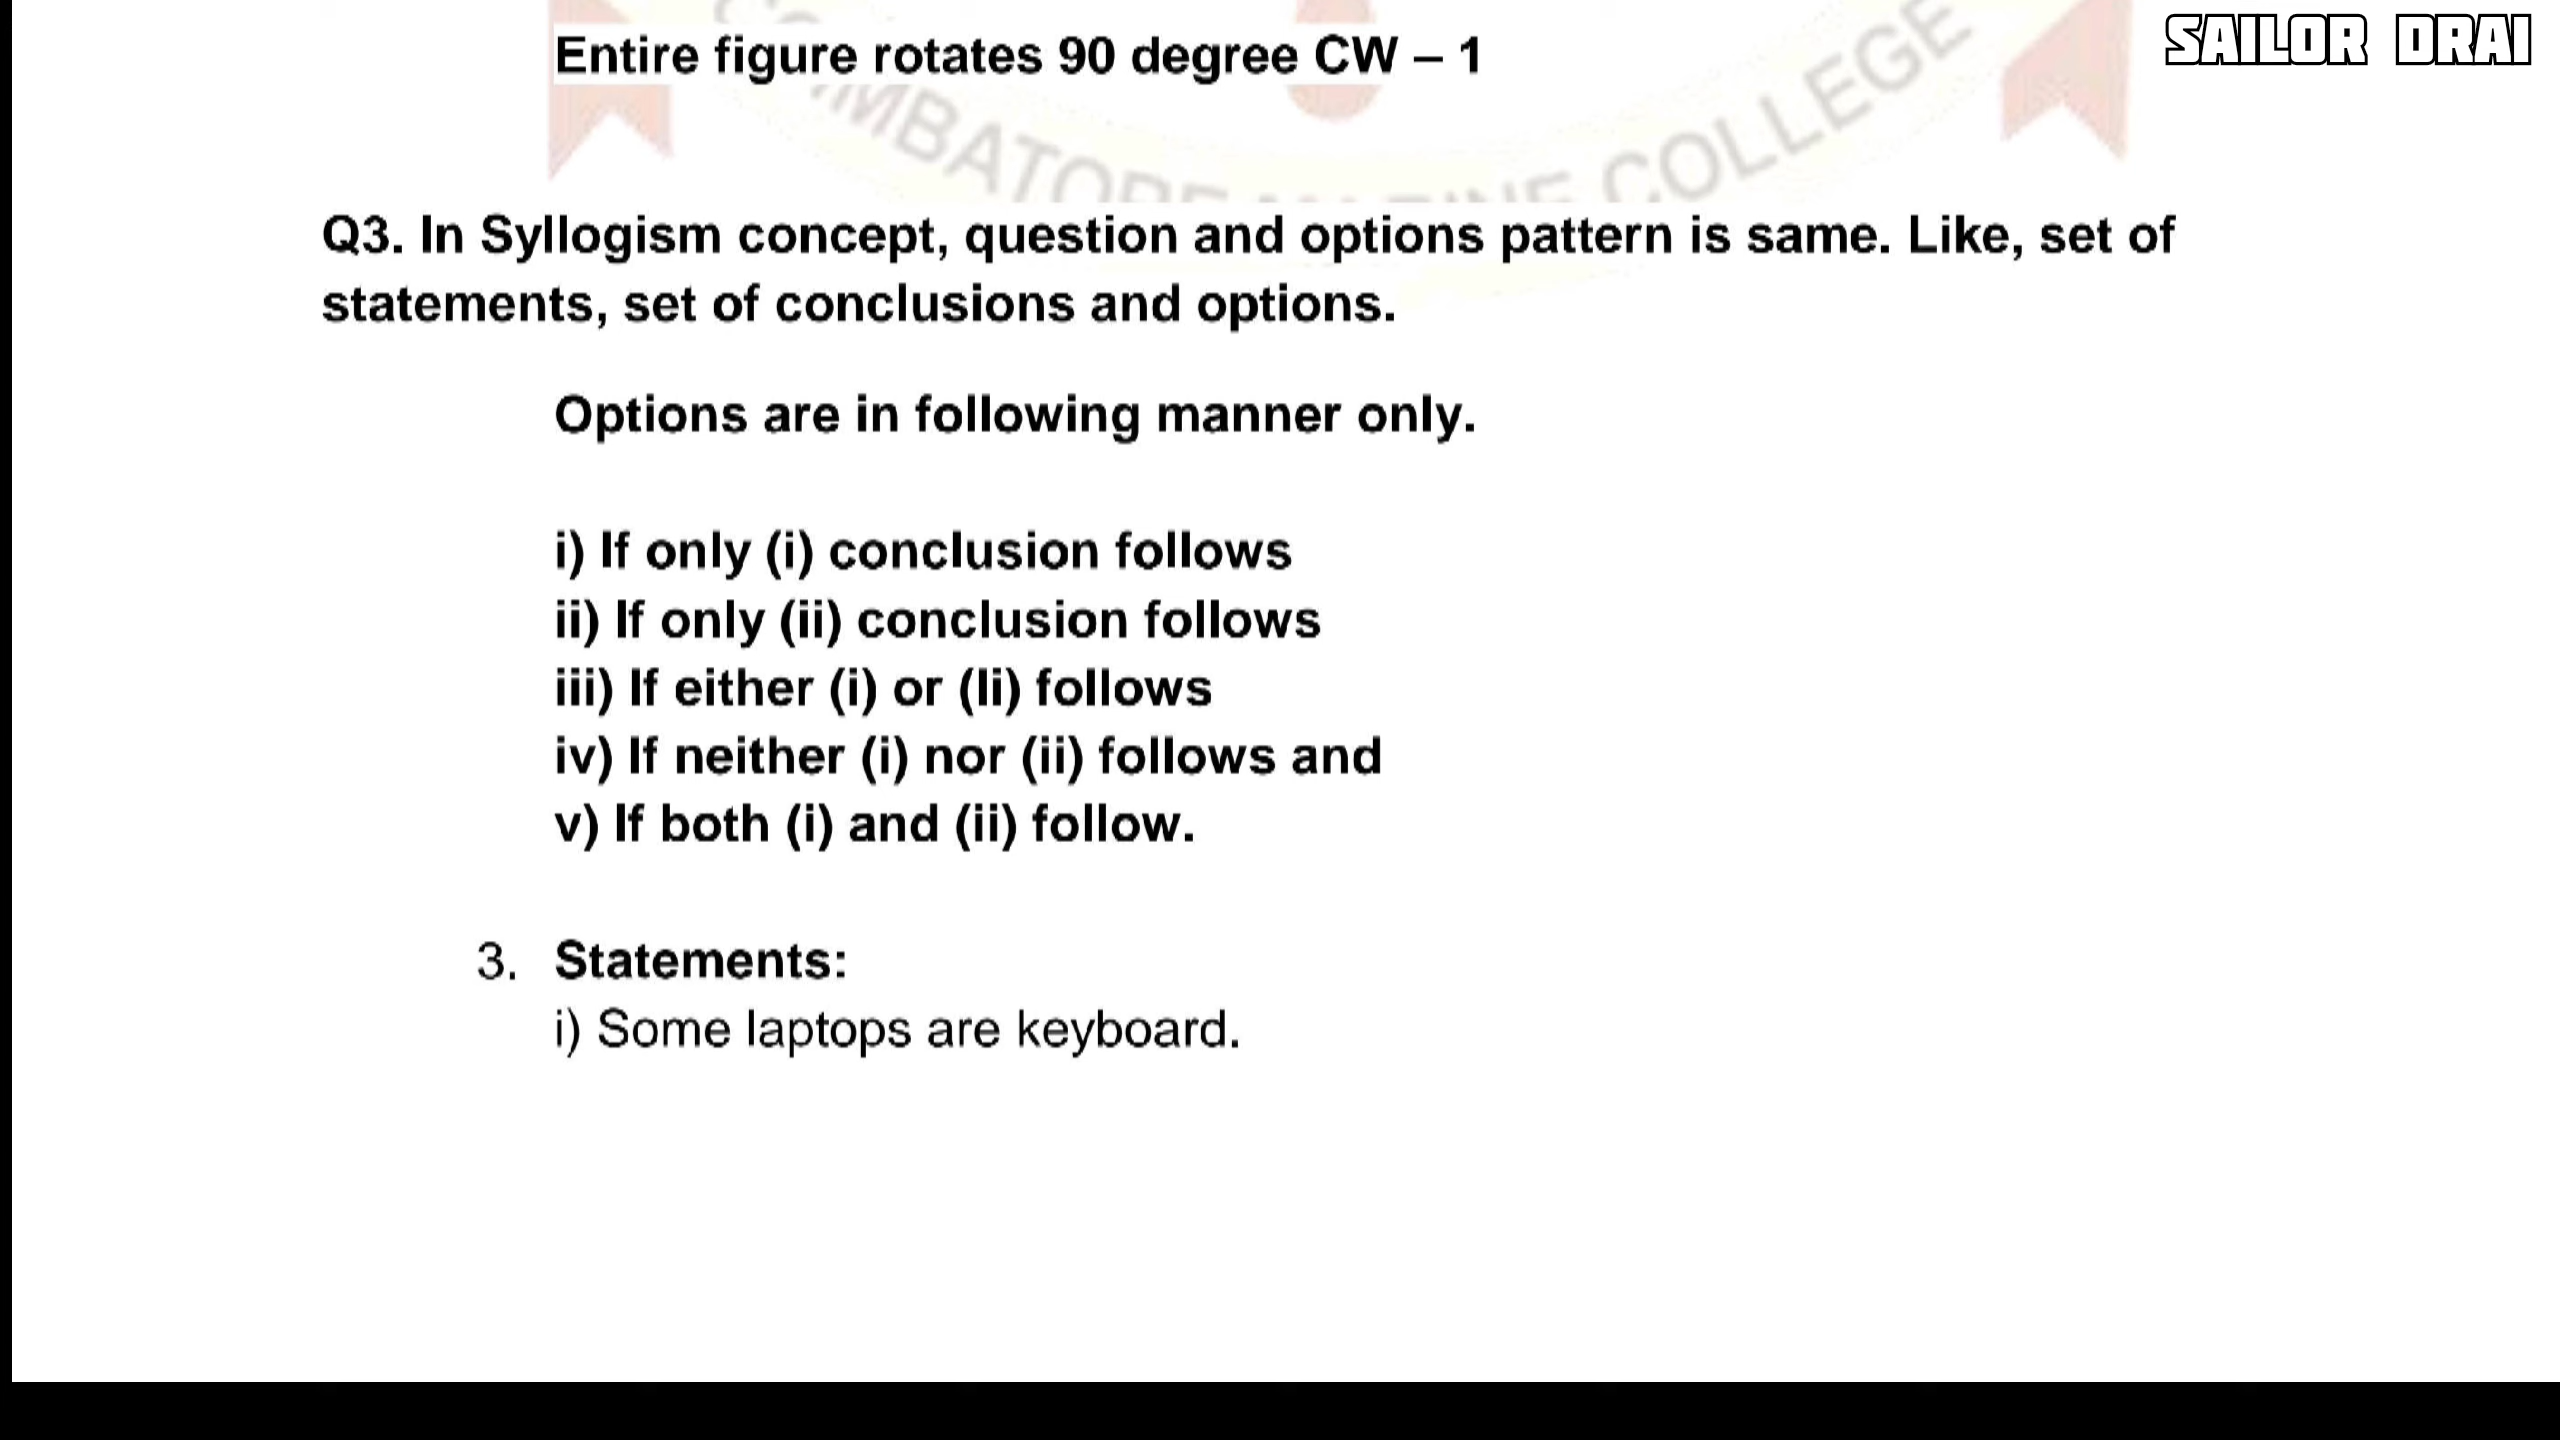 SAILOR DRAI
Entire figure rotates 90 degree CW – 1
COLLEGE
Q3. In Syllogism concept, question and options pattern is same. Like, set of
statements, set of conclusions and options.
Options are in following manner only.
i) If only (i) conclusion follows
ii) If only (ii) conclusion follows
iii) If either (i) or (Ii) follows
iv) If neither (i) nor (ii) follows and
v) If both (i) and (ii) follow.
3. Statements:
i) Some laptops are keyboard.